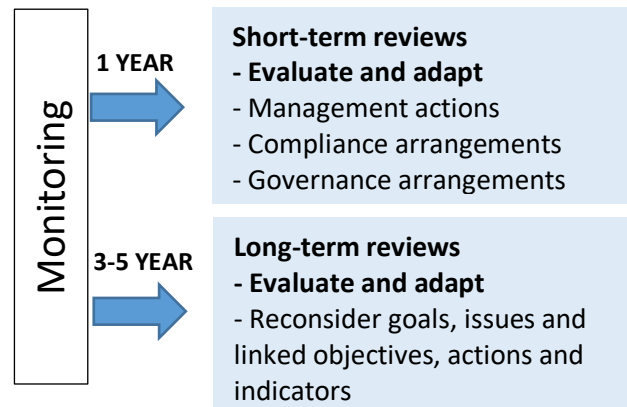 Monitoring
1 YEAR
Short-term reviews
- Evaluate and adapt
- Management actions
- Compliance arrangements
- Governance arrangements
3-5 YEAR
Long-term reviews
- Evaluate and adapt
- Reconsider goals, issues and
linked objectives, actions and
indicators